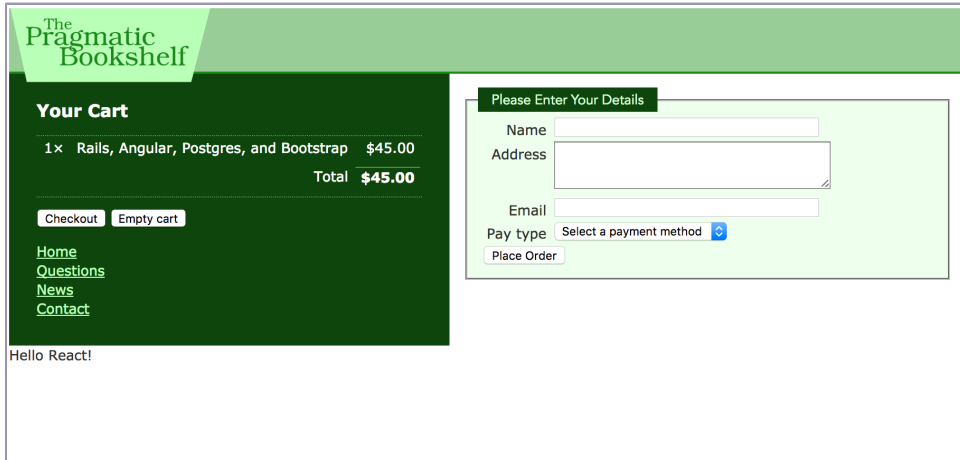 The
Pragmatic
Bookshelf
Your Cart
1× Rails, Angular, Postgres, and Bootstrap $45.00
Total $45.00
Checkout Empty cart
Home
Questions
News
Contact
Please Enter Your Details
Name
Address
Email
Pay type Select a payment method
Place Order
Hello React!